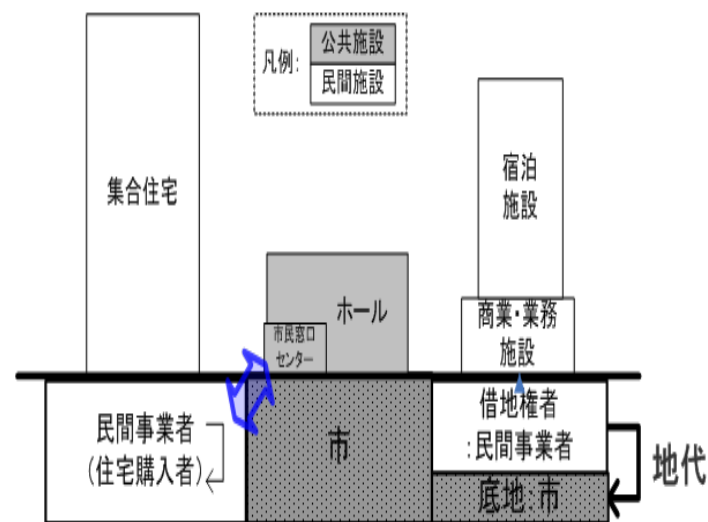 凡例:
公共施設
民間施設
集合住宅
ホール
市民窓口
センター
宿泊
施設
商業・業務
施設
民間事業者
(住宅購入者)
市
借地権者
:民間事業者
底地:市
地代